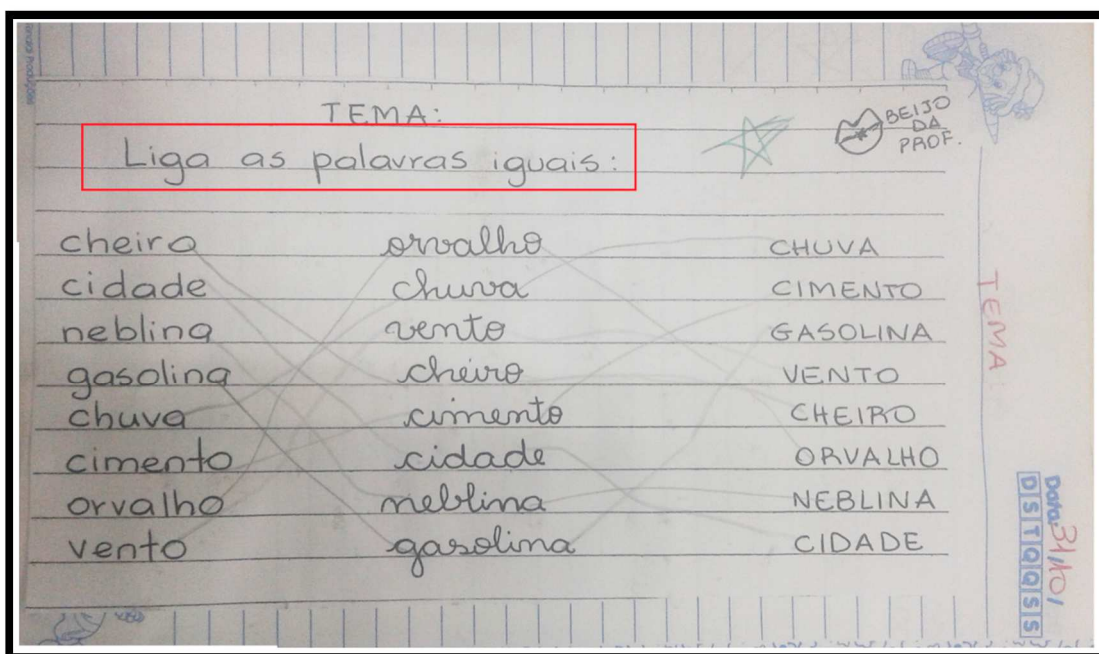 TEMA:
BEIJO
DA
PROF.
Liga as palavras iguais:
cheiro orvalho CHUVA
cidade chuva CIMENTO
neblina vento GASOLINA
gasolina cheiro VENTO
chuva cimento CHEIRO
cimento cidade ORVALHO
orvalho neblina NEBLINA
vento gasolina CIDADE
TEMA:
Data: 31/10/
D S T Q Q S S